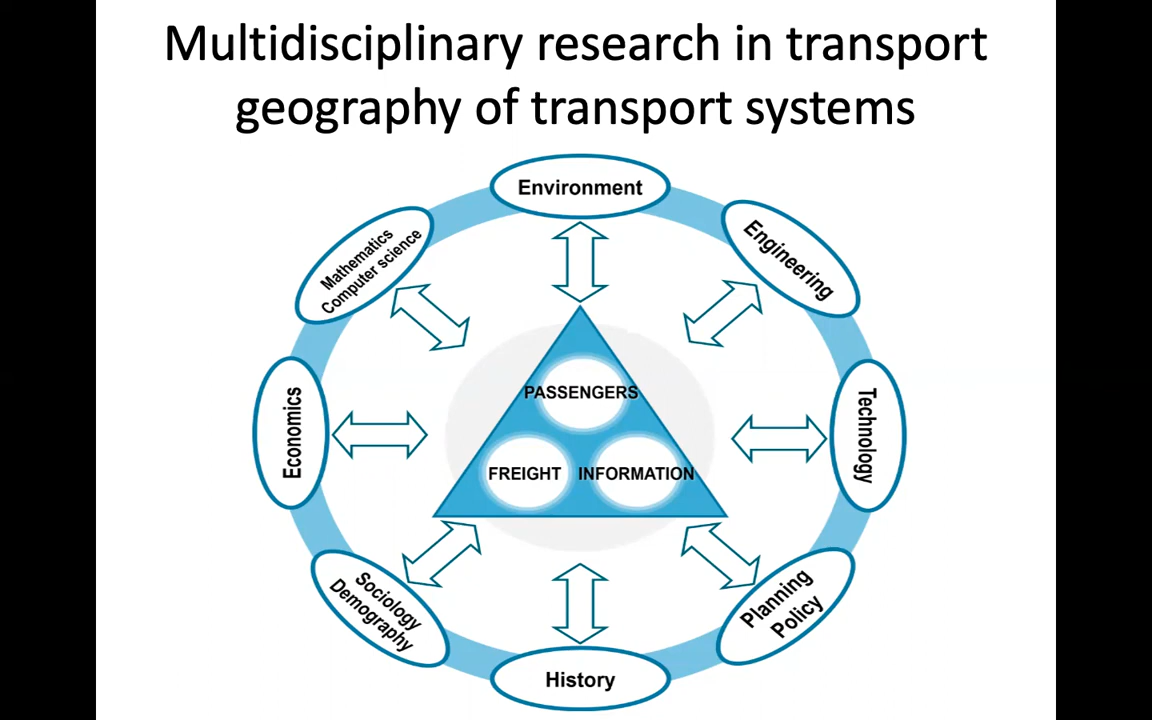 Multidisciplinary research in transport
geography of transport systems
Environment
Engineering
Mathematics
Computer science
PASSENGERS
Economics
Technology
FREIGHT
INFORMATION
Sociology
Demography
Planning
Policy
History